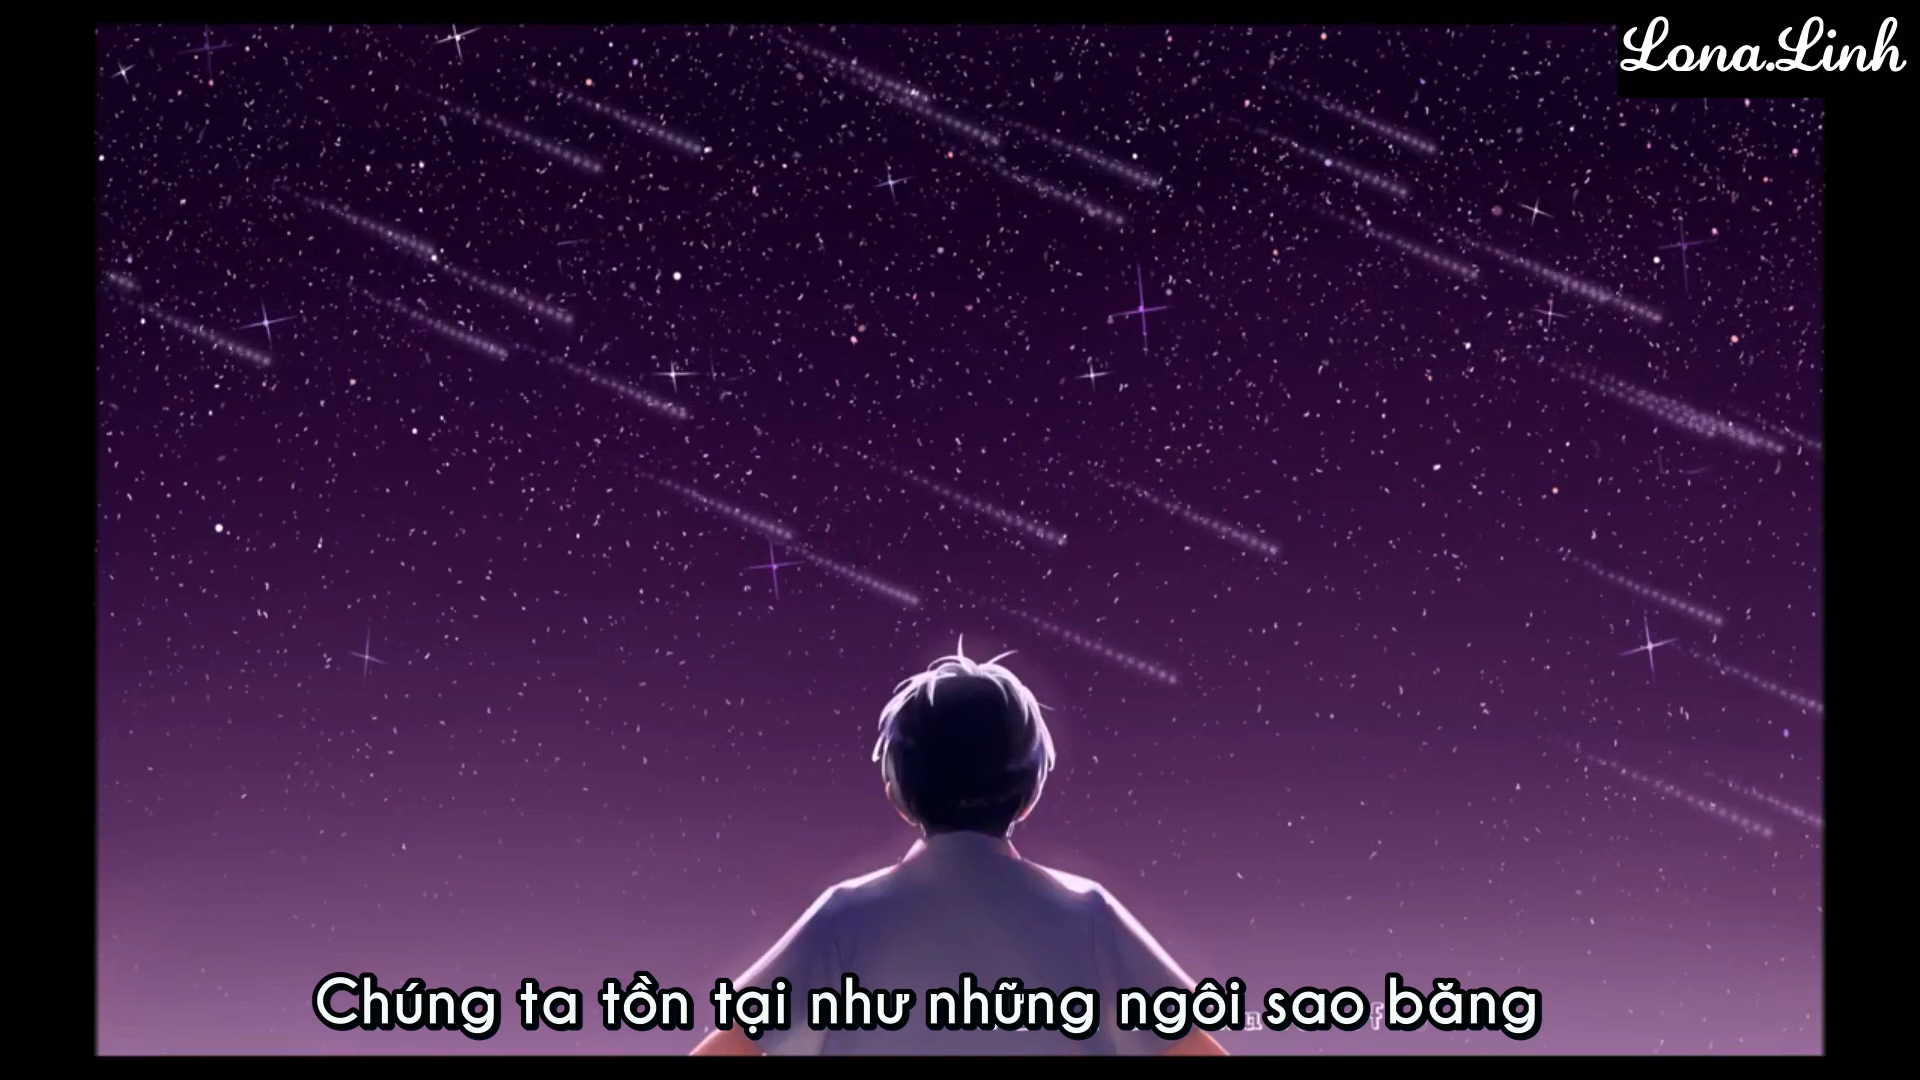 Lona.Linh
Chúng ta tồn tại như những ngôi sao băng